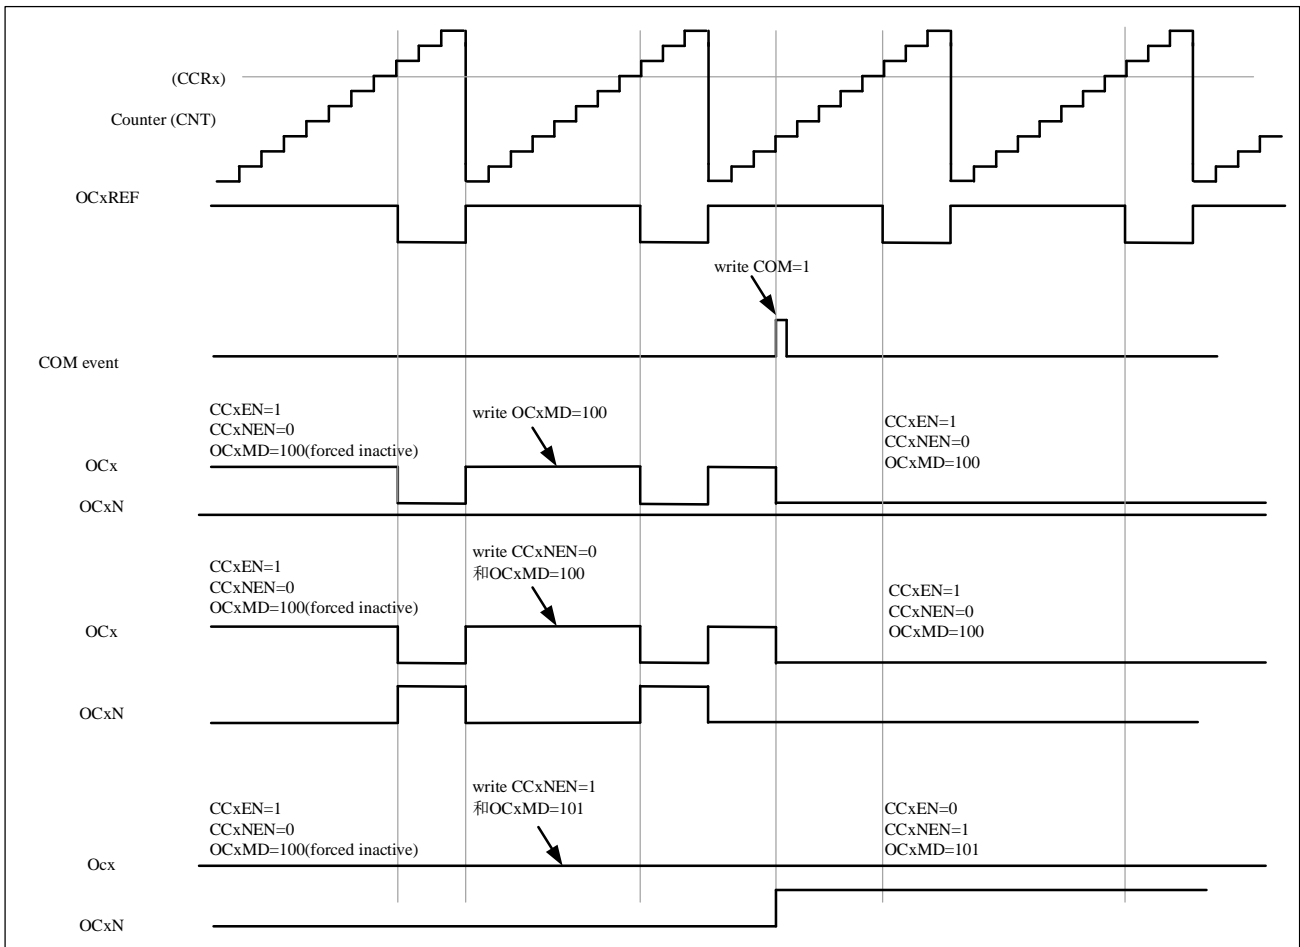 (CCRx)
Counter (CNT)
OCxREF
write COM=1
COM event
CCxEN=1
CCxNEN=0
OCxMD=100(forced inactive)
write OCxMD=100
CCxEN=1
CCxNEN=0
OCxMD=100
OCx
OCxN
CCxEN=1
CCxNEN=0
OCxMD=100(forced inactive)
write CCxNEN=0
和OCxMD=100
CCxEN=1
CCxNEN=0
OCxMD=100
OCx
OCxN
CCxEN=1
CCxNEN=0
OCxMD=100(forced inactive)
write CCxNEN=1
和OCxMD=101
CCxEN=0
CCxNEN=1
OCxMD=101
Ocx
OCxN